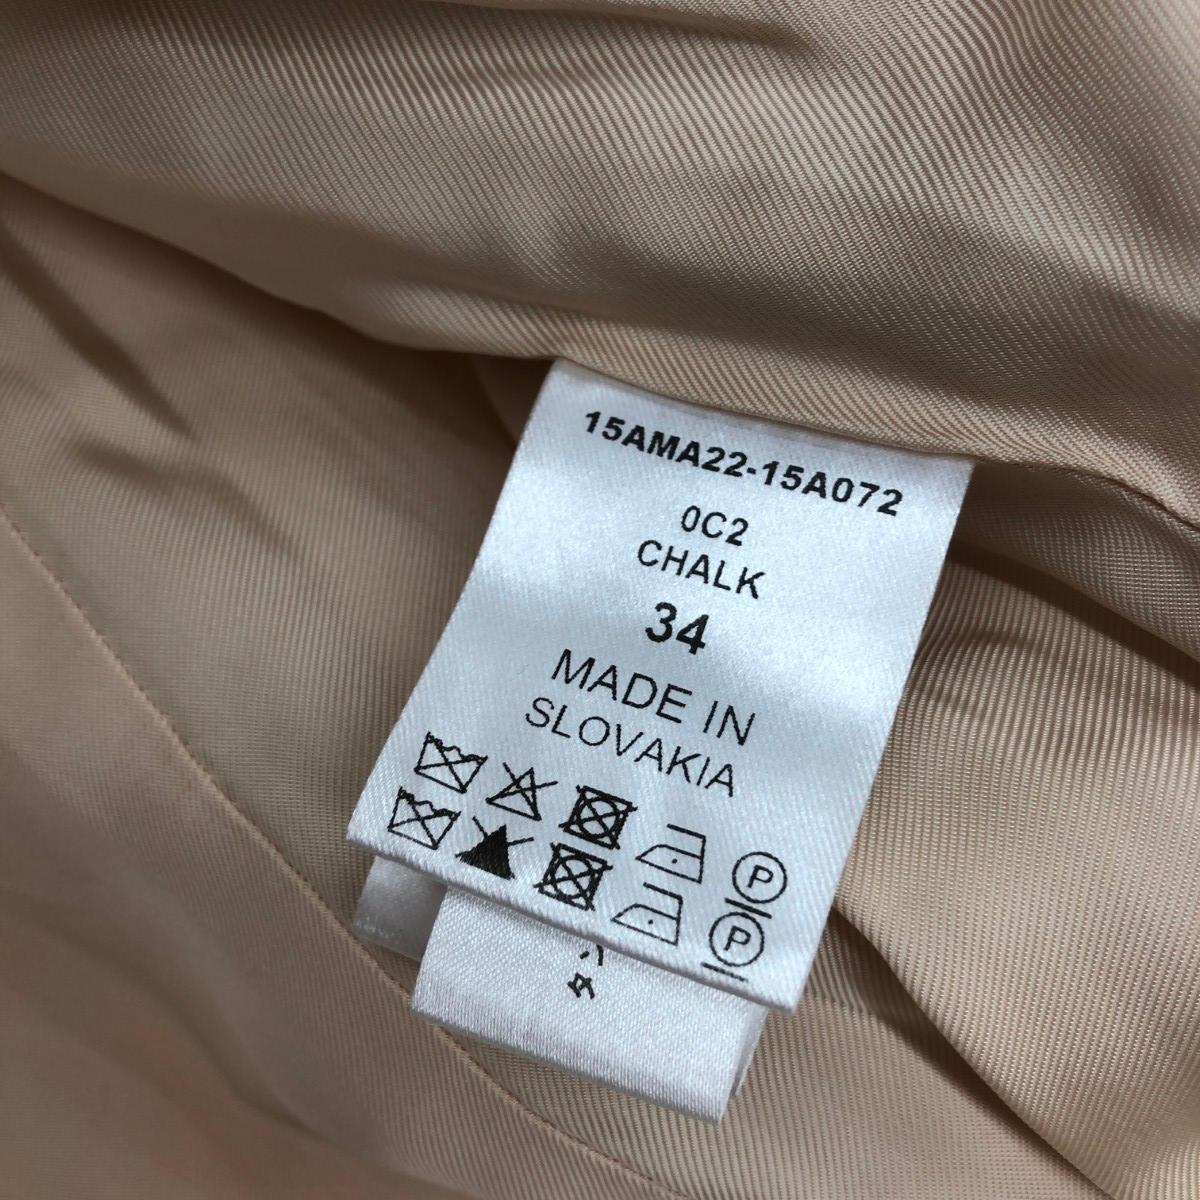 15AMA22-15A072
0C2
CHALK
34
MADE IN
SLOVAKIA
P
P